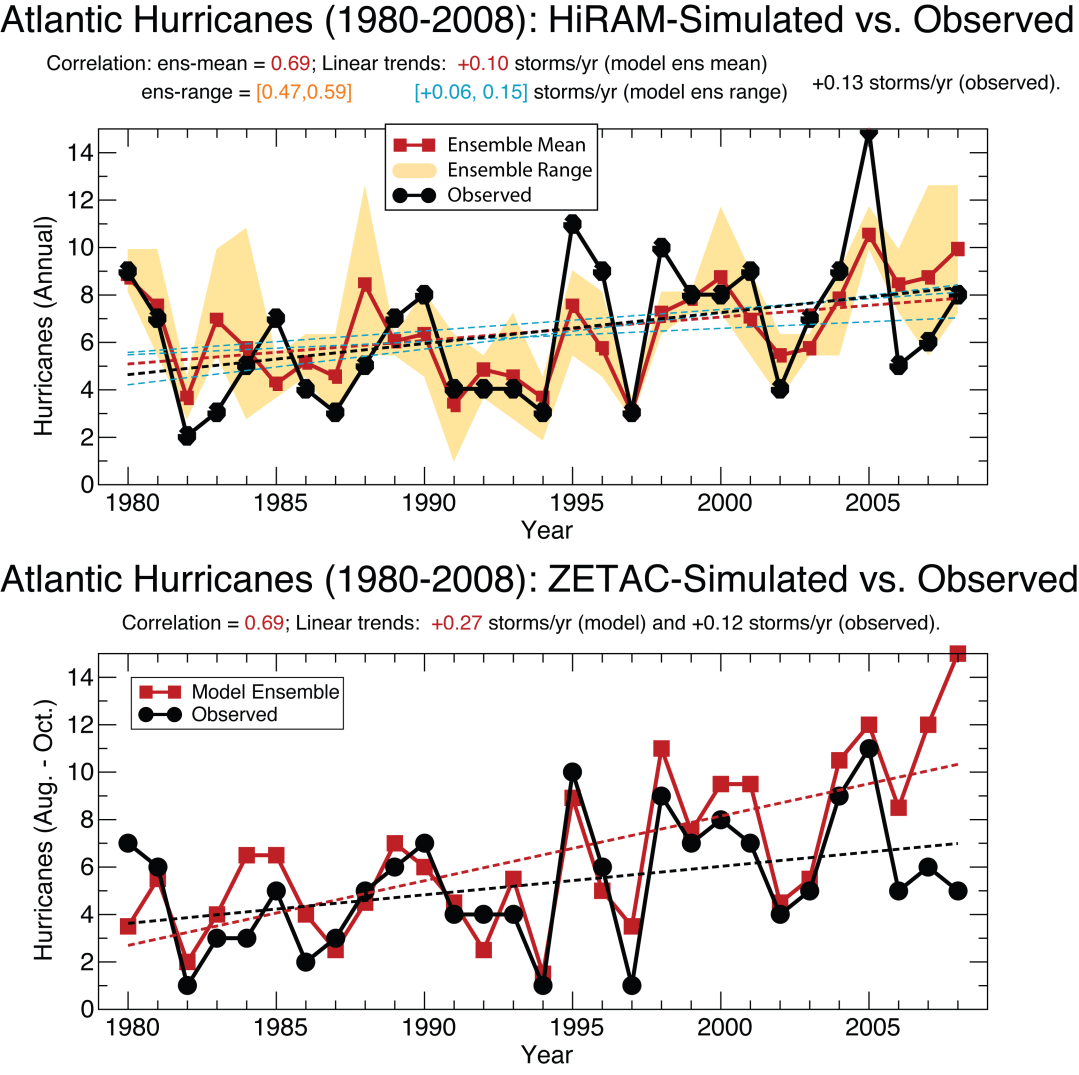 Atlantic Hurricanes (1980-2008): HiRAM-Simulated vs. Observed
Correlation: ens-mean = 0.69; Linear trends: +0.10 storms/yr (model ens mean)
+0.13 storms/yr (observed).
ens-range = [0.47,0.59] [+0.06, 0.15] storms/yr (model ens range)
Ensemble Mean
Ensemble Range
Observed
Hurricanes (Annual)
14
12
10
8
6
4
2
0
1980 1985 1990 1995 2000 2005
Year
Atlantic Hurricanes (1980-2008): ZETAC-Simulated vs. Observed
Correlation = 0.69; Linear trends: +0.27 storms/yr (model) and +0.12 storms/yr (observed).
Model Ensemble
Observed
Hurricanes (Aug. - Oct.)
14
12
10
8
6
4
2
0
1980 1985 1990 1995 2000 2005
Year